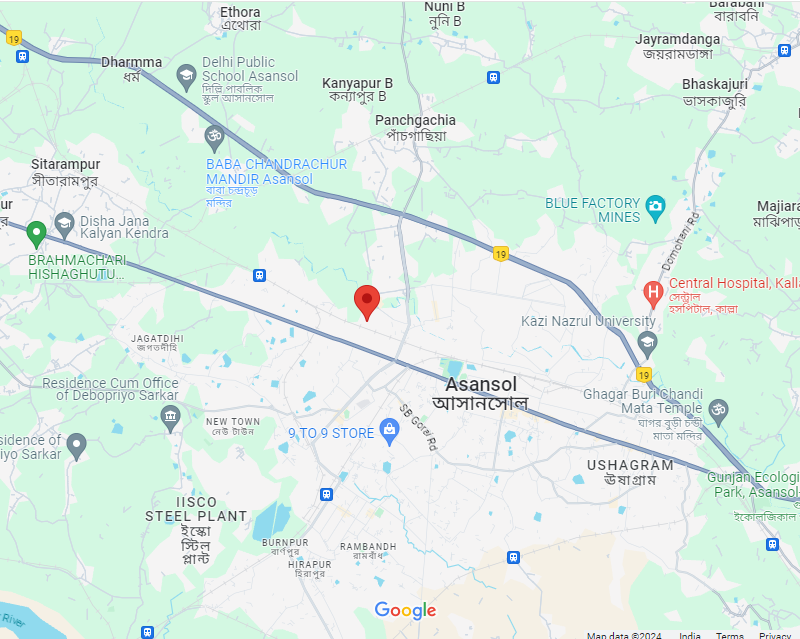 Ethora
এথোরা
Nuni B
নুনি B
Barabani
বারাবনি
19
Jayramdanga
জয়রামডাঙ্গা
Dharmma
ধর্ম
Delhi Public
School Asansol
দিল্লি পাবলিক
স্কুল আসানসোল
Kanyapur B
কন্যাপুর B
Bhaskajuri
ভাসকাজুরি
Panchgachia
পাঁচগাছিয়া
Sitarampur
সীতারামপুর
BABA CHANDRACHUR
MANDIR Asansol
বাবা চন্দ্রচূড়
মন্দির
BLUE FACTORY
MINES
Majiara
মাঝিপাড়
ur
Disha Jana
Kalyan Kendra
Domohani Rd
BRAHMACHARI
HISHAGHUTU...
19
Central Hospital, Kalla
সেন্ট্রাল
হসপিটাল, কাল্লা
Kazi Nazrul University
JAGATDIHI
জগতদীহি
19
Asansol
আসানসোল
Residence Cum Office
of Debopriyo Sarkar
Ghagar Buri Chandi
Mata Temple
ঘাগর বুড়ী চন্ডী
মাতা মন্দির
NEW TOWN
নেউ টাউন
SB Gorai Rd
9 TO 9 STORE
sidence of
iyo Sarkar
USHAGRAM
ঊষাগ্রাম
Gunjan Ecologi
Park, Asansol
ইকোলজিকাল
IISCO
STEEL PLANT
ইস্কো
স্টিল
প্লান্ট
BURNPUR
বার্ণপুর
RAMBANDH
রামবাঁধ
HIRAPUR
হিরাপুর
Google
River
Map data ©2024 India Terms Privacy